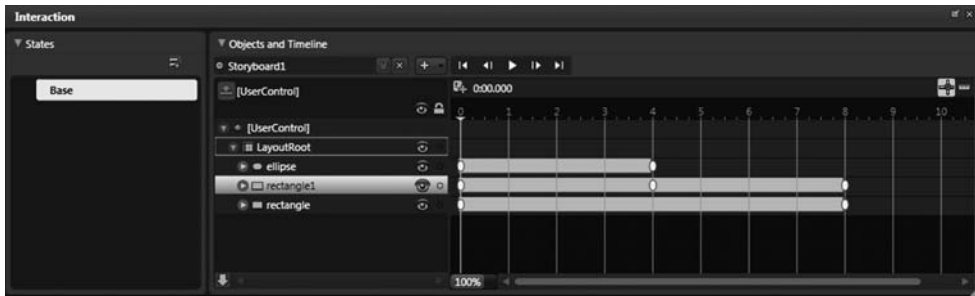 Interaction
States
Base
Objects and Timeline
Storyboard1
[UserControl]
0:00.000
0 1 2 3 4 5 6 7 8 9 10
[UserControl]
LayoutRoot
ellipse
rectangle1
rectangle
100%